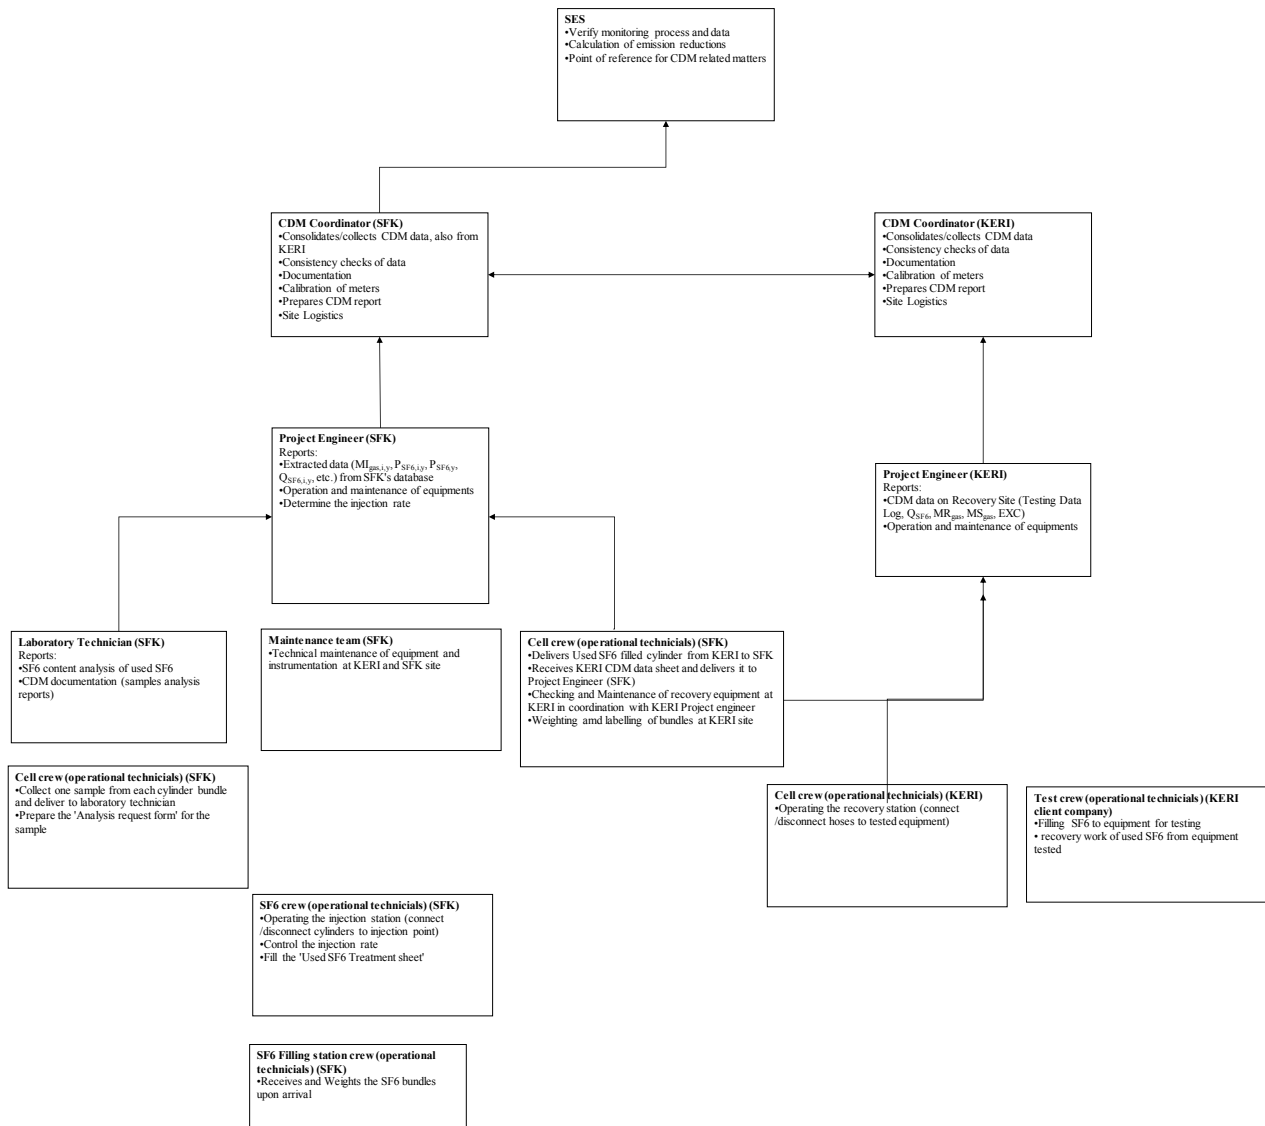 SES
•Verify monitoring process and data
•Calculation of emission reductions
•Point of reference for CDM related matters
CDM Coordinator (SFK)
•Consolidates/collects CDM data, also from
KERI
•Consistency checks of data
•Documentation
•Calibration of meters
•Prepares CDM report
•Site Logistics
CDM Coordinator (KERI)
•Consolidates/collects CDM data
•Consistency checks of data
•Documentation
•Calibration of meters
•Prepares CDM report
•Site Logistics
Project Engineer (SFK)
Reports:
•Extracted data (MIgas,i,y, PSF6,i,y, PSF6,y,
QSF6,i,y, etc.) from SFK's database
•Operation and maintenance of equipments
•Determine the injection rate
Project Engineer (KERI)
Reports:
•CDM data on Recovery Site (Testing Data
Log, QSF6, MRgas, MSgas, EXC)
•Operation and maintenance of equipments
Laboratory Technician (SFK)
Reports:
•SF6 content analysis of used SF6
•CDM documentation (samples analysis
reports)
Maintenance team (SFK)
•Technical maintenance of equipment and
instrumentation at KERI and SFK site
Cell crew (operational technicials) (SFK)
•Delivers Used SF6 filled cylinder from KERI to SFK
•Receives KERI CDM data sheet and delivers it to
Project Engineer (SFK)
•Checking and Maintenance of recovery equipment at
KERI in coordination with KERI Project engineer
•Weighting amd labelling of bundles at KERI site
Cell crew (operational technicials) (SFK)
•Collect one sample from each cylinder bundle
and deliver to laboratory technician
•Prepare the 'Analysis request form' for the
sample
Cell crew (operational technicials) (KERI)
•Operating the recovery station (connect
/disconnect hoses to tested equipment)
Test crew (operational technicials) (KERI
client company)
•Filling SF6 to equipment for testing
• recovery work of used SF6 from equipment
tested
SF6 crew (operational technicials) (SFK)
•Operating the injection station (connect
/disconnect cylinders to injection point)
•Control the injection rate
•Fill the 'Used SF6 Treatment sheet'
SF6 Filling station crew (operational
technicials) (SFK)
•Receives and Weights the SF6 bundles
upon arrival